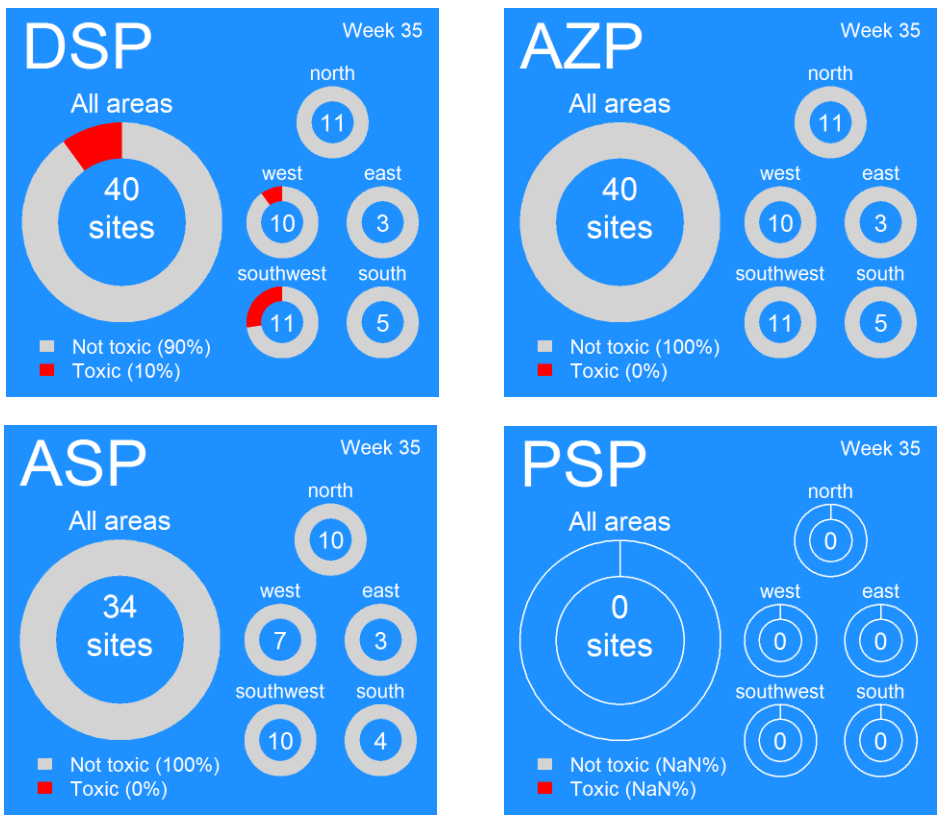 DSP
Week 35
north
All areas
11
west
east
40
sites
10
3
southwest
south
11
5
Not toxic (90%)
Toxic (10%)
AZP
Week 35
north
All areas
11
west
east
40
sites
10
3
southwest
south
11
5
Not toxic (100%)
Toxic (0%)
ASP
Week 35
north
All areas
10
west
east
34
sites
7
3
southwest
south
10
4
Not toxic (100%)
Toxic (0%)
PSP
Week 35
north
All areas
0
west
east
0
sites
0
0
southwest
south
0
0
Not toxic (NaN%)
Toxic (NaN%)